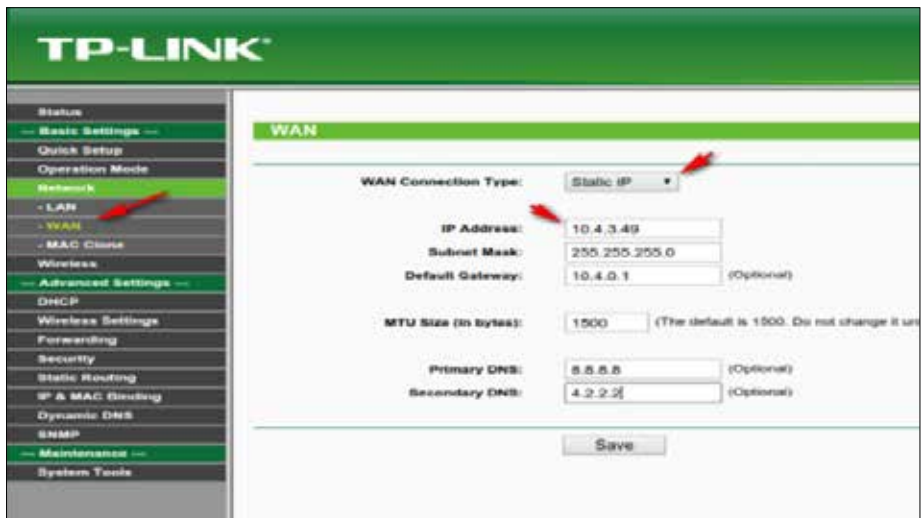 TP-LINK®
Status
--- Basic Settings ---
Quick Setup
Operation Mode
Network
- LAN
- WAN
- MAC Clone
Wireless
--- Advanced Settings ---
DHCP
Wireless Settings
Forwarding
Security
Static Routing
IP & MAC Binding
Dynamic DNS
SNMP
--- Maintenance ---
System Tools
WAN
WAN Connection Type: Static IP
IP Address: 10.4.3.49
Subnet Mask: 255.255.255.0
Default Gateway: 10.4.0.1 (Optional)
MTU Size (in bytes): 1500 (The default is 1500. Do not change it un
Primary DNS: 8.8.8.8 (Optional)
Secondary DNS: 4.2.2.2 (Optional)
Save